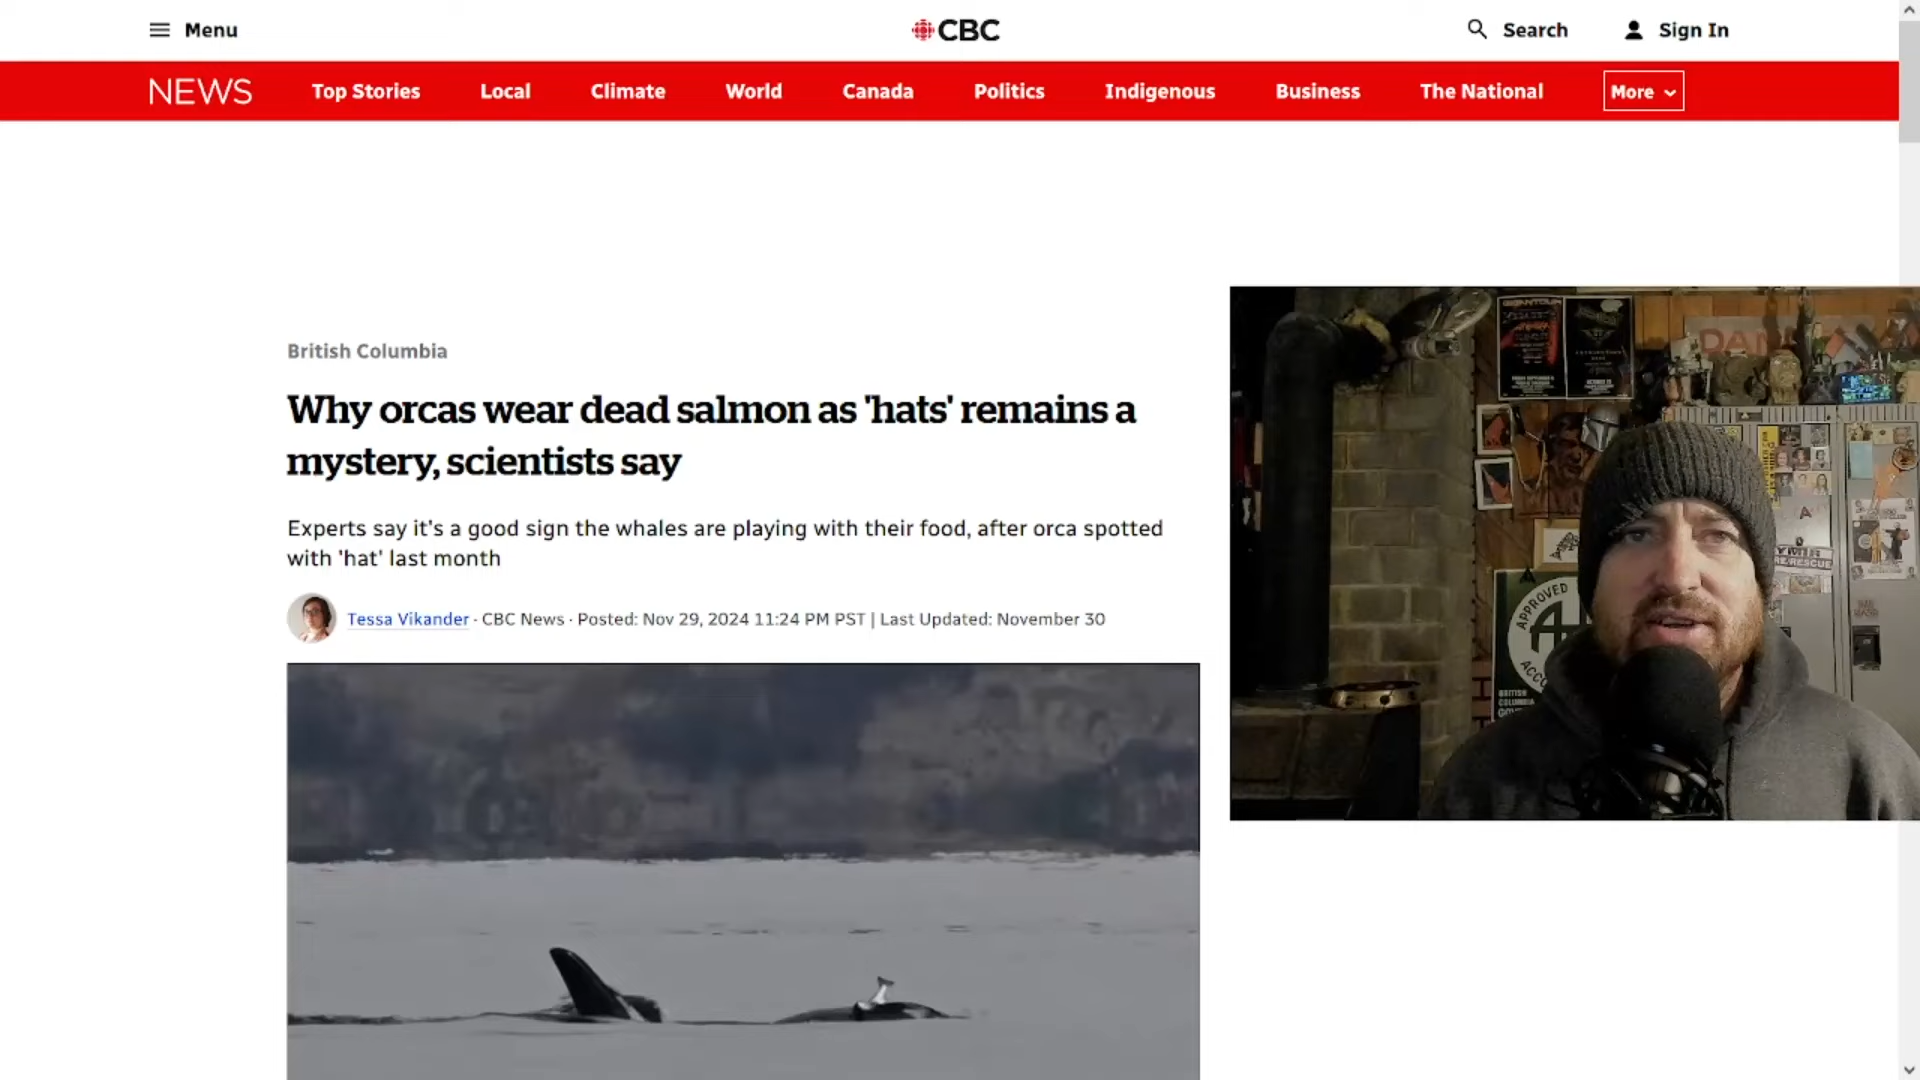 Menu
CBC
Search
Sign In
NEWS
Top Stories
Local
Climate
World
Canada
Politics
Indigenous
Business
The National
More
British Columbia
Why orcas wear dead salmon as 'hats' remains a
mystery, scientists say
Experts say it's a good sign the whales are playing with their food, after orca spotted
with 'hat' last month
Tessa Vikander · CBC News · Posted: Nov 29, 2024 11:24 PM PST | Last Updated: November 30
APPROVED
BRITISH
COLUMBIA